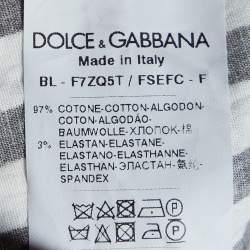 DOLCE & GABBANA
Made in Italy
BL - F7ZQ5T / FSEFC - F
97% COTONE-COTTON-ALGODON-
COTON-ALGODÃO-
BAUMWOLLE-ХЛОПОК-棉
3% ELASTAN-ELASTANE-
ELASTANO-ELASTHANNE-
ELASTHAN-ЭЛАСТАН-氨纶-
SPANDEX